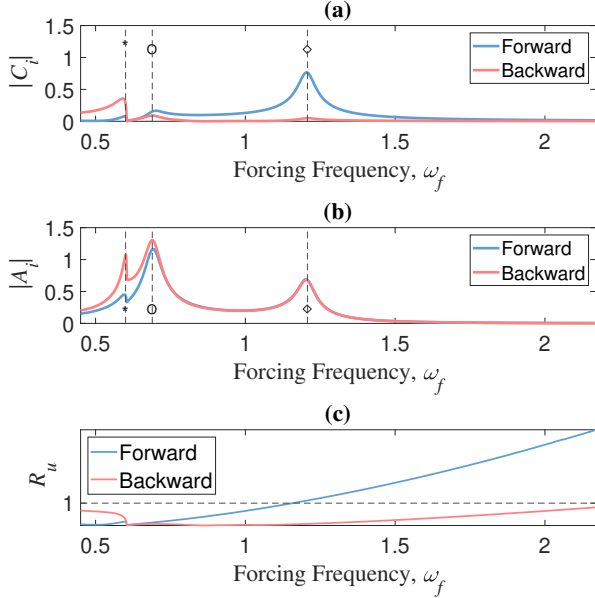 (a)
1.5
1
0.5
0
|C_i|
*
O
◇
Forward
Backward
0.5
1
1.5
2
Forcing Frequency, ω_f
(b)
1.5
1
0.5
0
|A_i|
Forward
Backward
*
O
◇
0.5
1
1.5
2
Forcing Frequency, ω_f
(c)
R_u
1
Forward
Backward
0.5
1
1.5
2
Forcing Frequency, ω_f